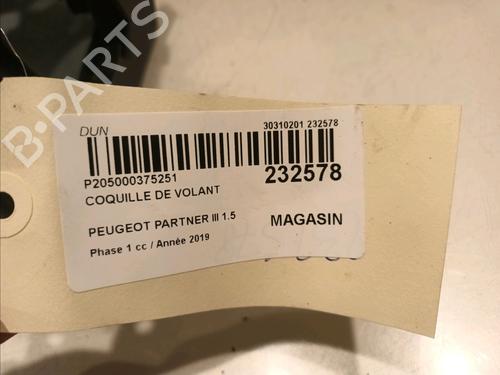 B-PARTS
DUN
30310201 232578
P205000375251
232578
COQUILLE DE VOLANT
PEUGEOT PARTNER III 1.5
MAGASIN
Phase 1 cc / Année 2019